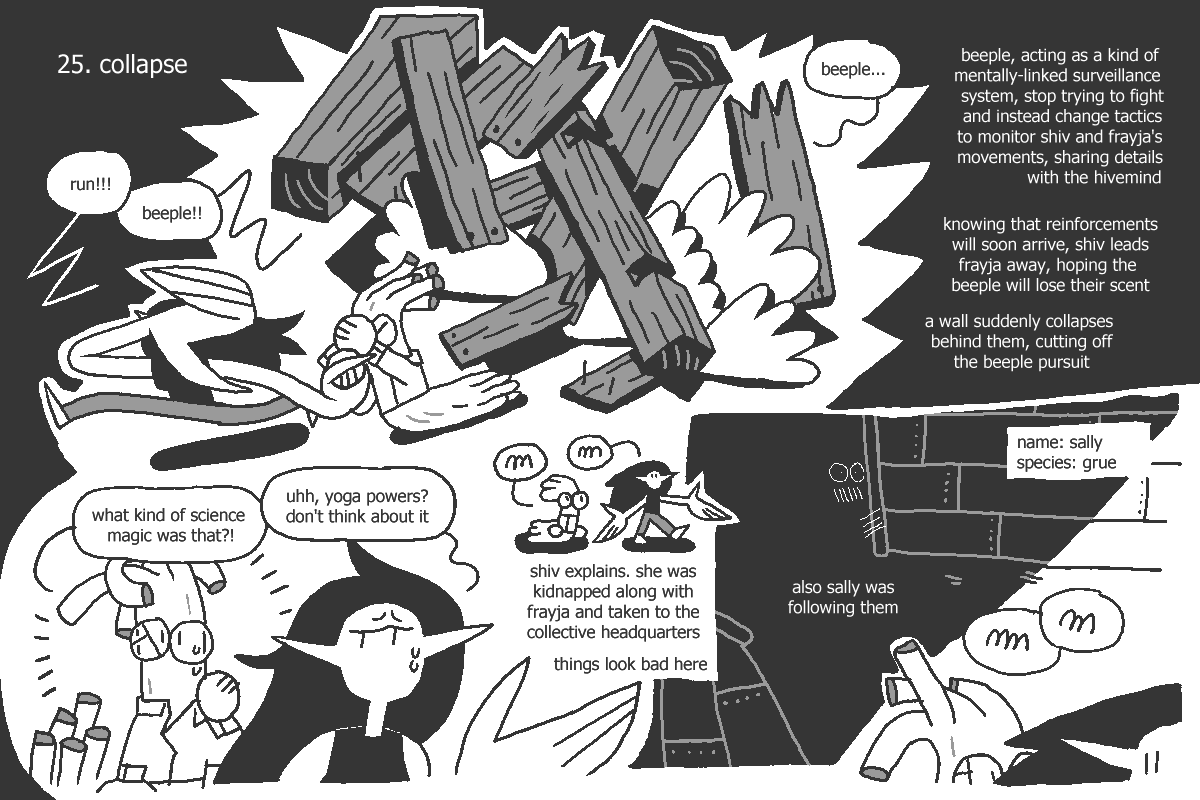 25. collapse
run!!!
beeple!!
beeple...
beeple, acting as a kind of
mentally-linked surveillance
system, stop trying to fight
and instead change tactics
to monitor shiv and frayja's
movements, sharing details
with the hivemind
knowing that reinforcements
will soon arrive, shiv leads
frayja away, hoping the
beeple will lose their scent
a wall suddenly collapses
behind them, cutting off
the beeple pursuit
what kind of science
magic was that?!
uhh, yoga powers?
don't think about it
shiv explains. she was
kidnapped along with
frayja and taken to the
collective headquarters
things look bad here
name: sally
species: grue
also sally was
following them
11